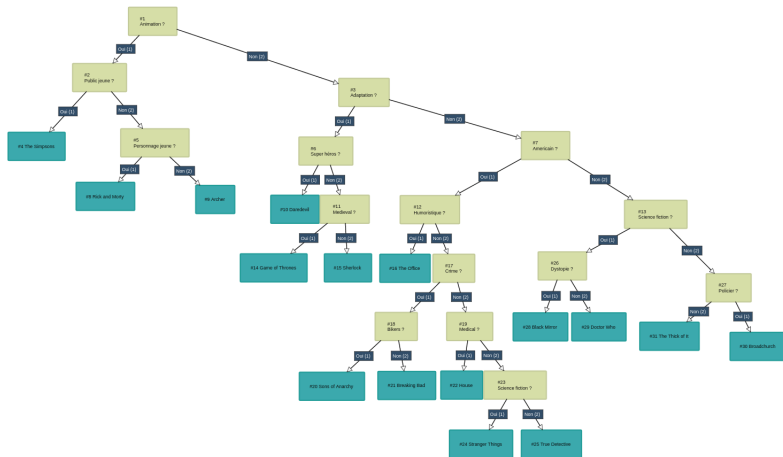 #1
Animation ?
Oui (1)
Non (2)
#2
Public jeune ?
#3
Adaptation ?
Oui (1)
Non (2)
Oui (1)
Non (2)
#4 The Simpsons
#5
Personnage jeune ?
#6
Super héros ?
#7
Americain ?
Oui (1)
Non (2)
Oui (1)
Non (2)
Oui (1)
Non (2)
#8 Rick and Morty
#9 Archer
#10 Daredevil
#11
Medieval ?
#12
Humoristique ?
#13
Science fiction ?
Oui (1)
Non (2)
Oui (1)
Non (2)
Oui (1)
Non (2)
#14 Game of Thrones
#15 Sherlock
#16 The Office
#17
Crime ?
#26
Dystopie ?
#27
Policier ?
Oui (1)
Non (2)
Oui (1)
Non (2)
Non (2)
Oui (1)
#18
Bikers ?
#19
Medical ?
#28 Black Mirror
#29 Doctor Who
#31 The Thick of It
#30 Broadchurch
Oui (1)
Non (2)
Oui (1)
Non (2)
#20 Sons of Anarchy
#21 Breaking Bad
#22 House
#23
Science fiction ?
Oui (1)
Non (2)
#24 Stranger Things
#25 True Detective